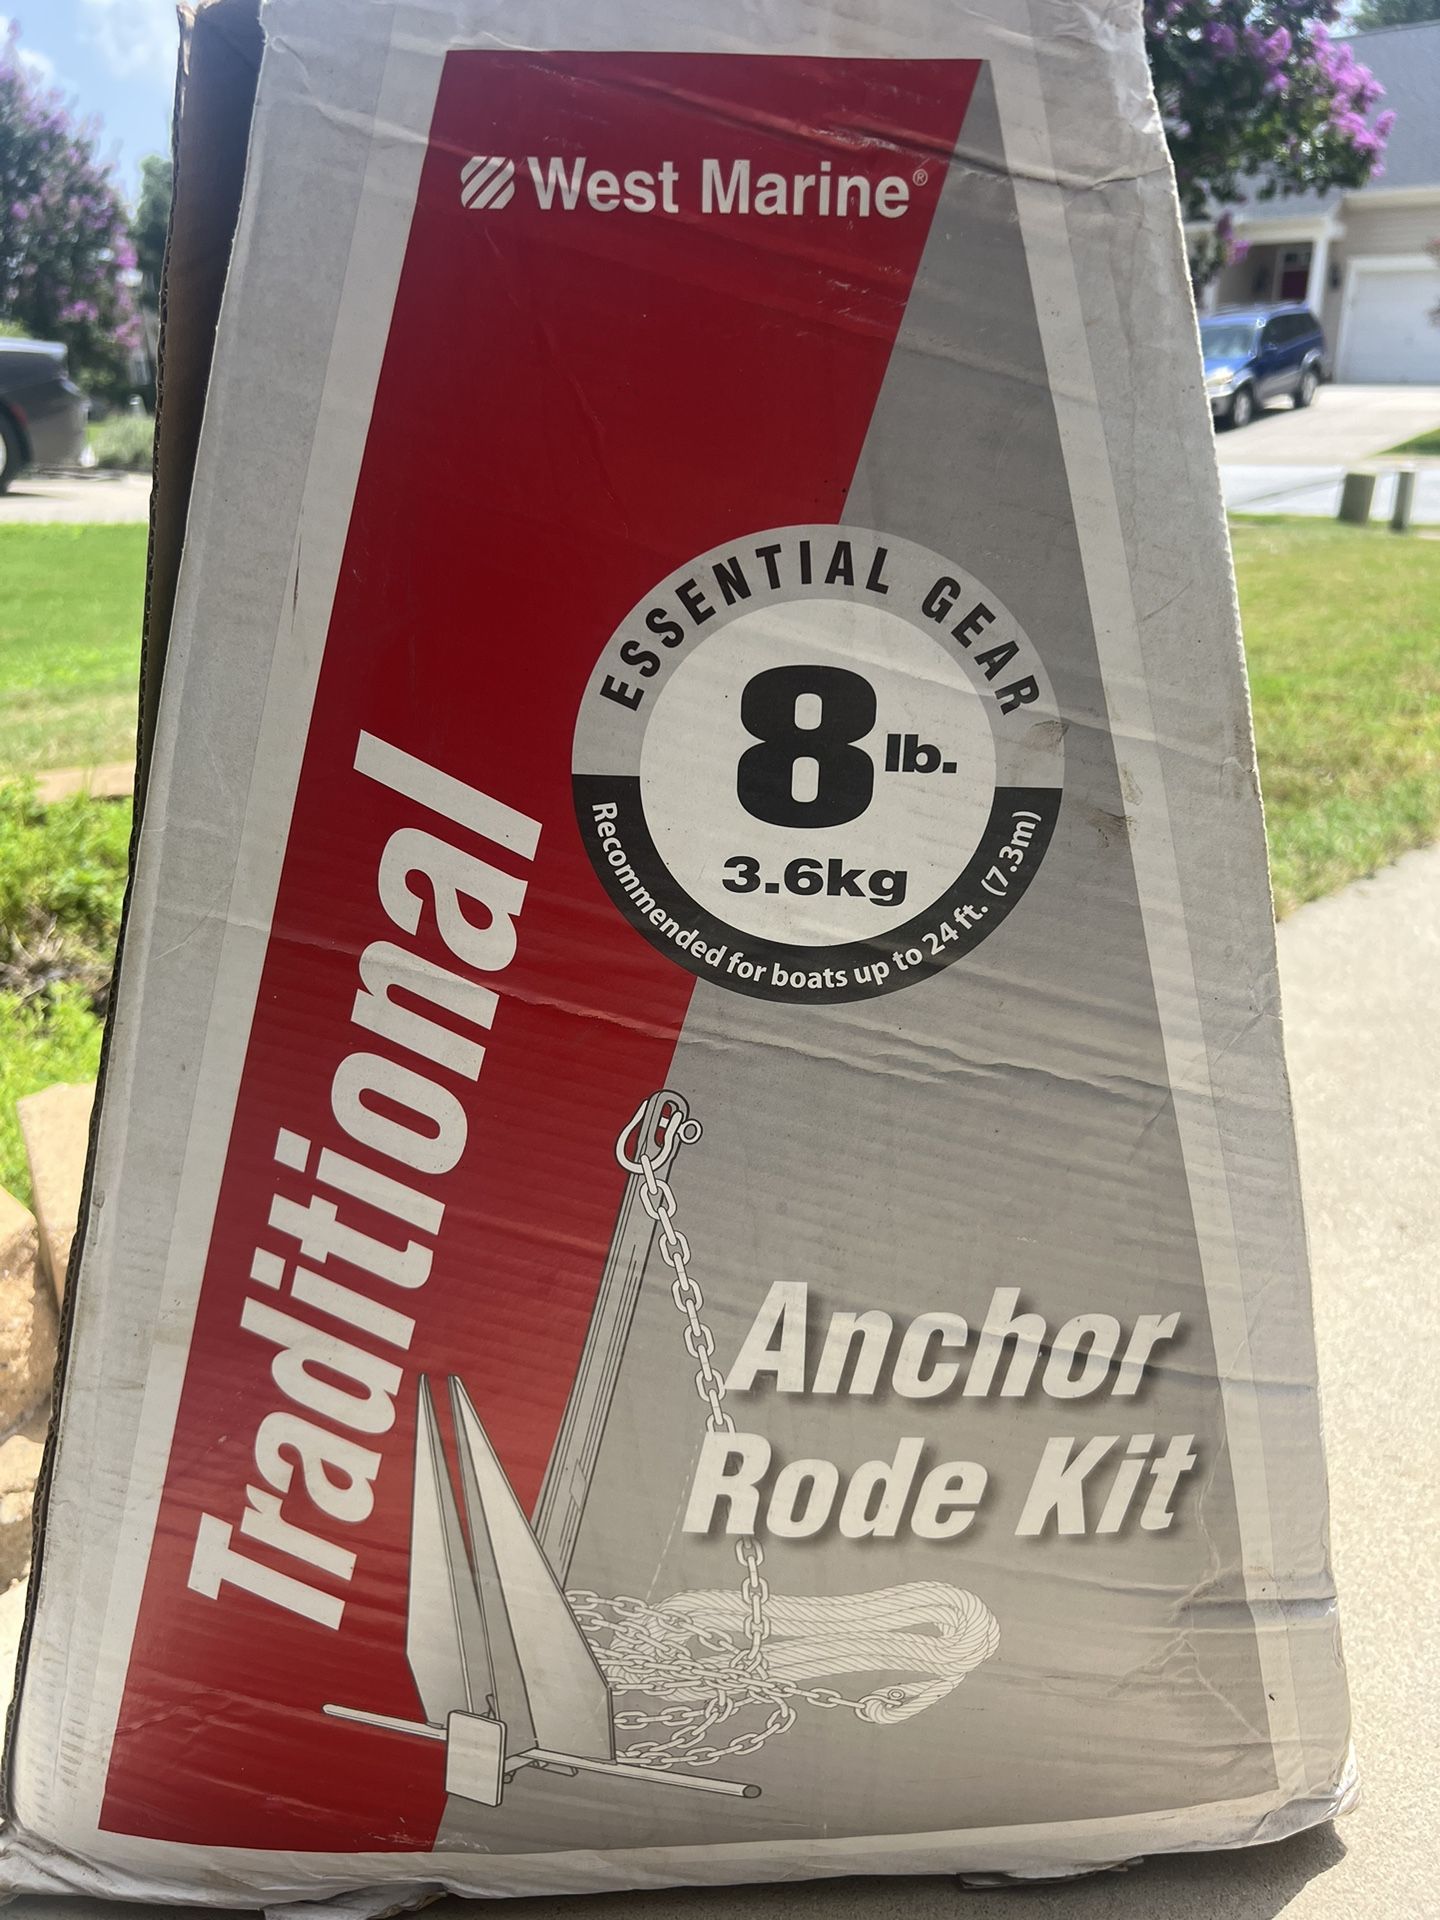 West Marine®
ESSENTIAL GEAR
8 lb.
3.6kg
Recommended for boats up to 24 ft. (7.3m)
Traditional
Anchor
Rode Kit